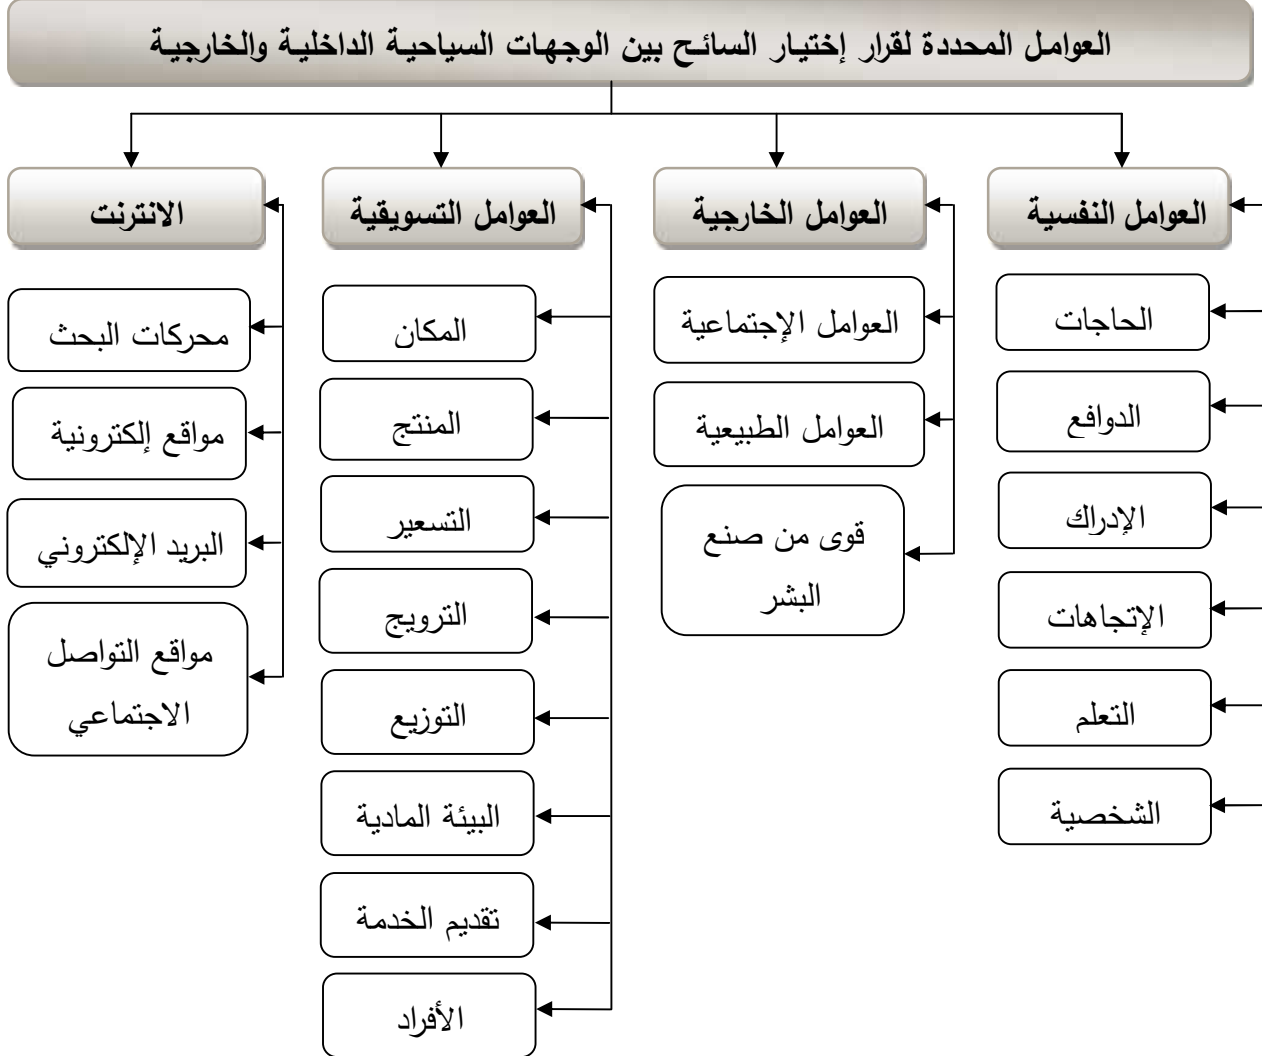 العوامل المحددة لقرار إختيار السائح بين الوجهات السياحية الداخلية والخارجية
العوامل النفسية
الحاجات
الدوافع
الإدراك
الإتجاهات
التعلم
الشخصية
العوامل الخارجية
العوامل الإجتماعية
العوامل الطبيعية
قوى من صنع
البشر
العوامل التسويقية
المكان
المنتج
التسعير
الترويج
التوزيع
البيئة المادية
تقديم الخدمة
الأفراد
الانترنت
محركات البحث
مواقع إلكترونية
البريد الإلكتروني
مواقع التواصل
الاجتماعي